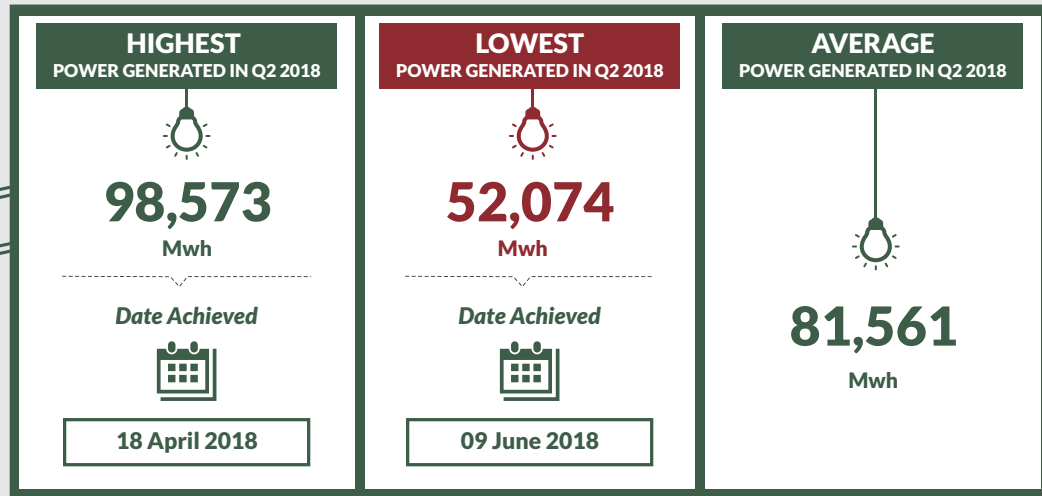 HIGHEST
POWER GENERATED IN Q2 2018
98,573
Mwh
Date Achieved
18 April 2018
LOWEST
POWER GENERATED IN Q2 2018
52,074
Mwh
Date Achieved
09 June 2018
AVERAGE
POWER GENERATED IN Q2 2018
81,561
Mwh